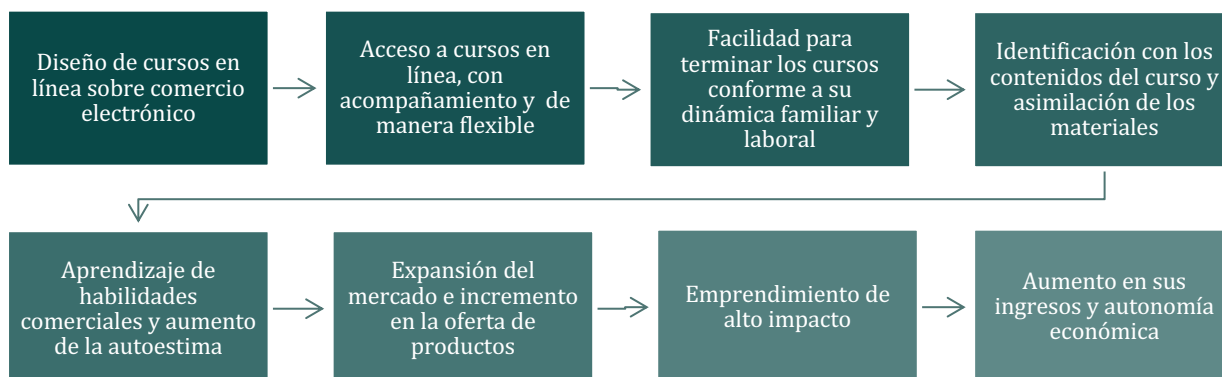 Diseño de cursos en
línea sobre comercio
electrónico
Acceso a cursos en
línea, con
acompañamiento y de
manera flexible
Facilidad para
terminar los cursos
conforme a su
dinámica familiar y
laboral
Identificación con los
contenidos del curso y
asimilación de los
materiales
Aprendizaje de
habilidades
comerciales y aumento
de la autoestima
Expansión del
mercado e incremento
en la oferta de
productos
Emprendimiento de
alto impacto
Aumento en sus
ingresos y autonomía
económica